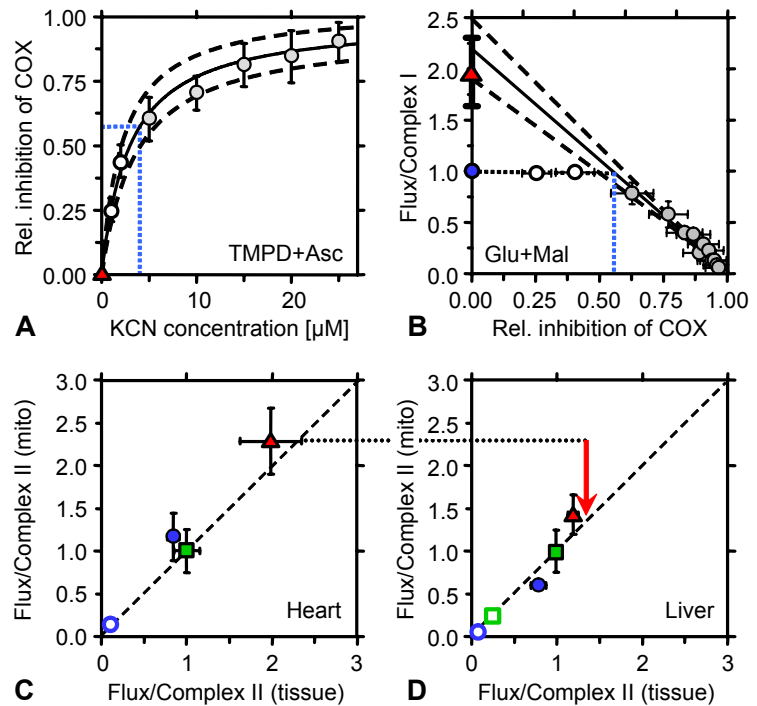 1.00
0.75
0.50
0.25
0.00
Rel. inhibition of COX
0
10
20
KCN concentration [µM]
TMPD+Asc
A
2.5
2.0
1.5
1.0
0.5
0.0
Flux/Complex I
0.00
0.25
0.50
0.75
1.00
Rel. inhibition of COX
Glu+Mal
B
3.0
2.5
2.0
1.5
1.0
0.5
0.0
Flux/Complex II (mito)
0
1
2
3
Flux/Complex II (tissue)
Heart
C
3.0
2.5
2.0
1.5
1.0
0.5
0.0
Flux/Complex II (mito)
0
1
2
3
Flux/Complex II (tissue)
Liver
D